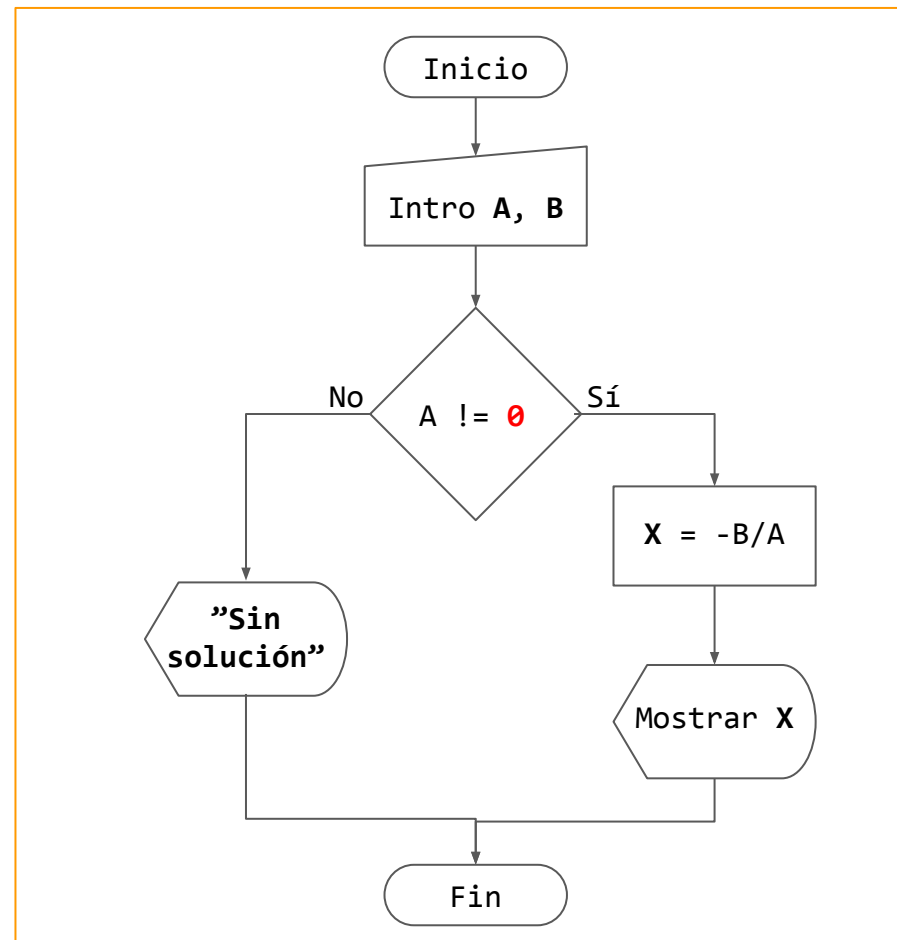 Inicio
Intro A, B
No
Sí
A != 0
X = -B/A
”Sin
solución”
Mostrar X
Fin